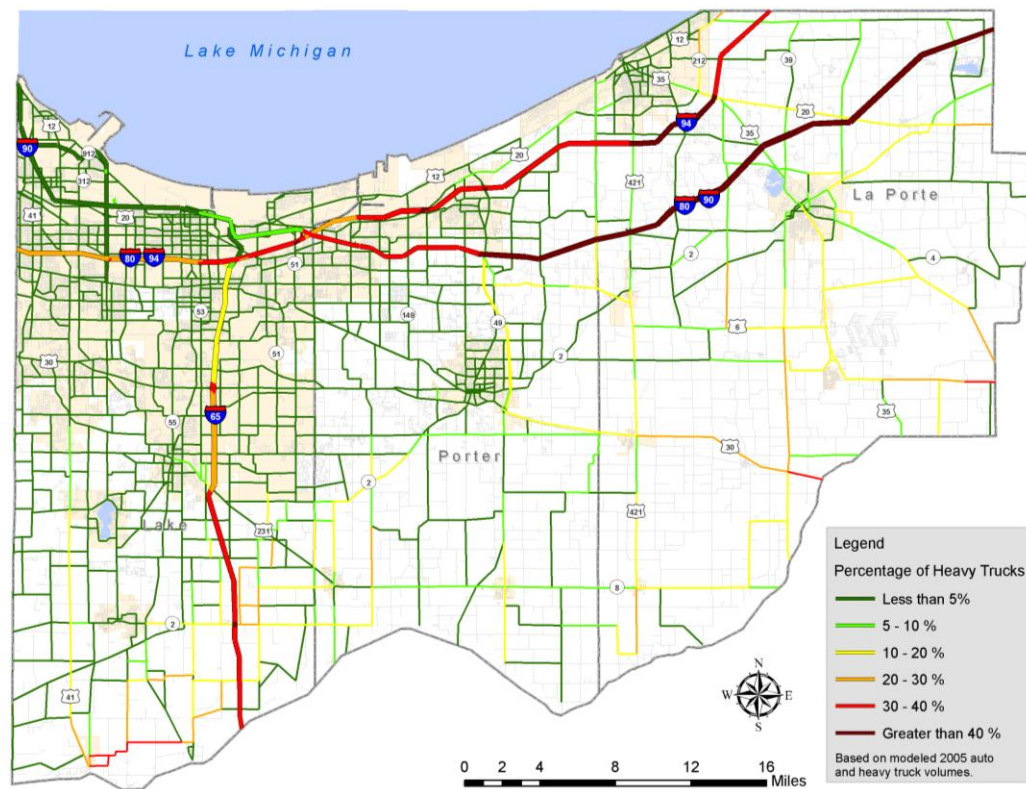 Lake Michigan
12
212
39
35
20
94
35
12
90
912
312
20
12
421
41
20
80
90
La Porte
80
94
51
2
4
53
149
49
6
30
51
2
65
55
35
30
Porter
2
Lake
231
421
8
2
41
Legend
Percentage of Heavy Trucks
Less than 5%
5 - 10 %
10 - 20 %
20 - 30 %
30 - 40 %
Greater than 40 %
Based on modeled 2005 auto
and heavy truck volumes.
N
W E
S
0 2 4 8 12 16
Miles